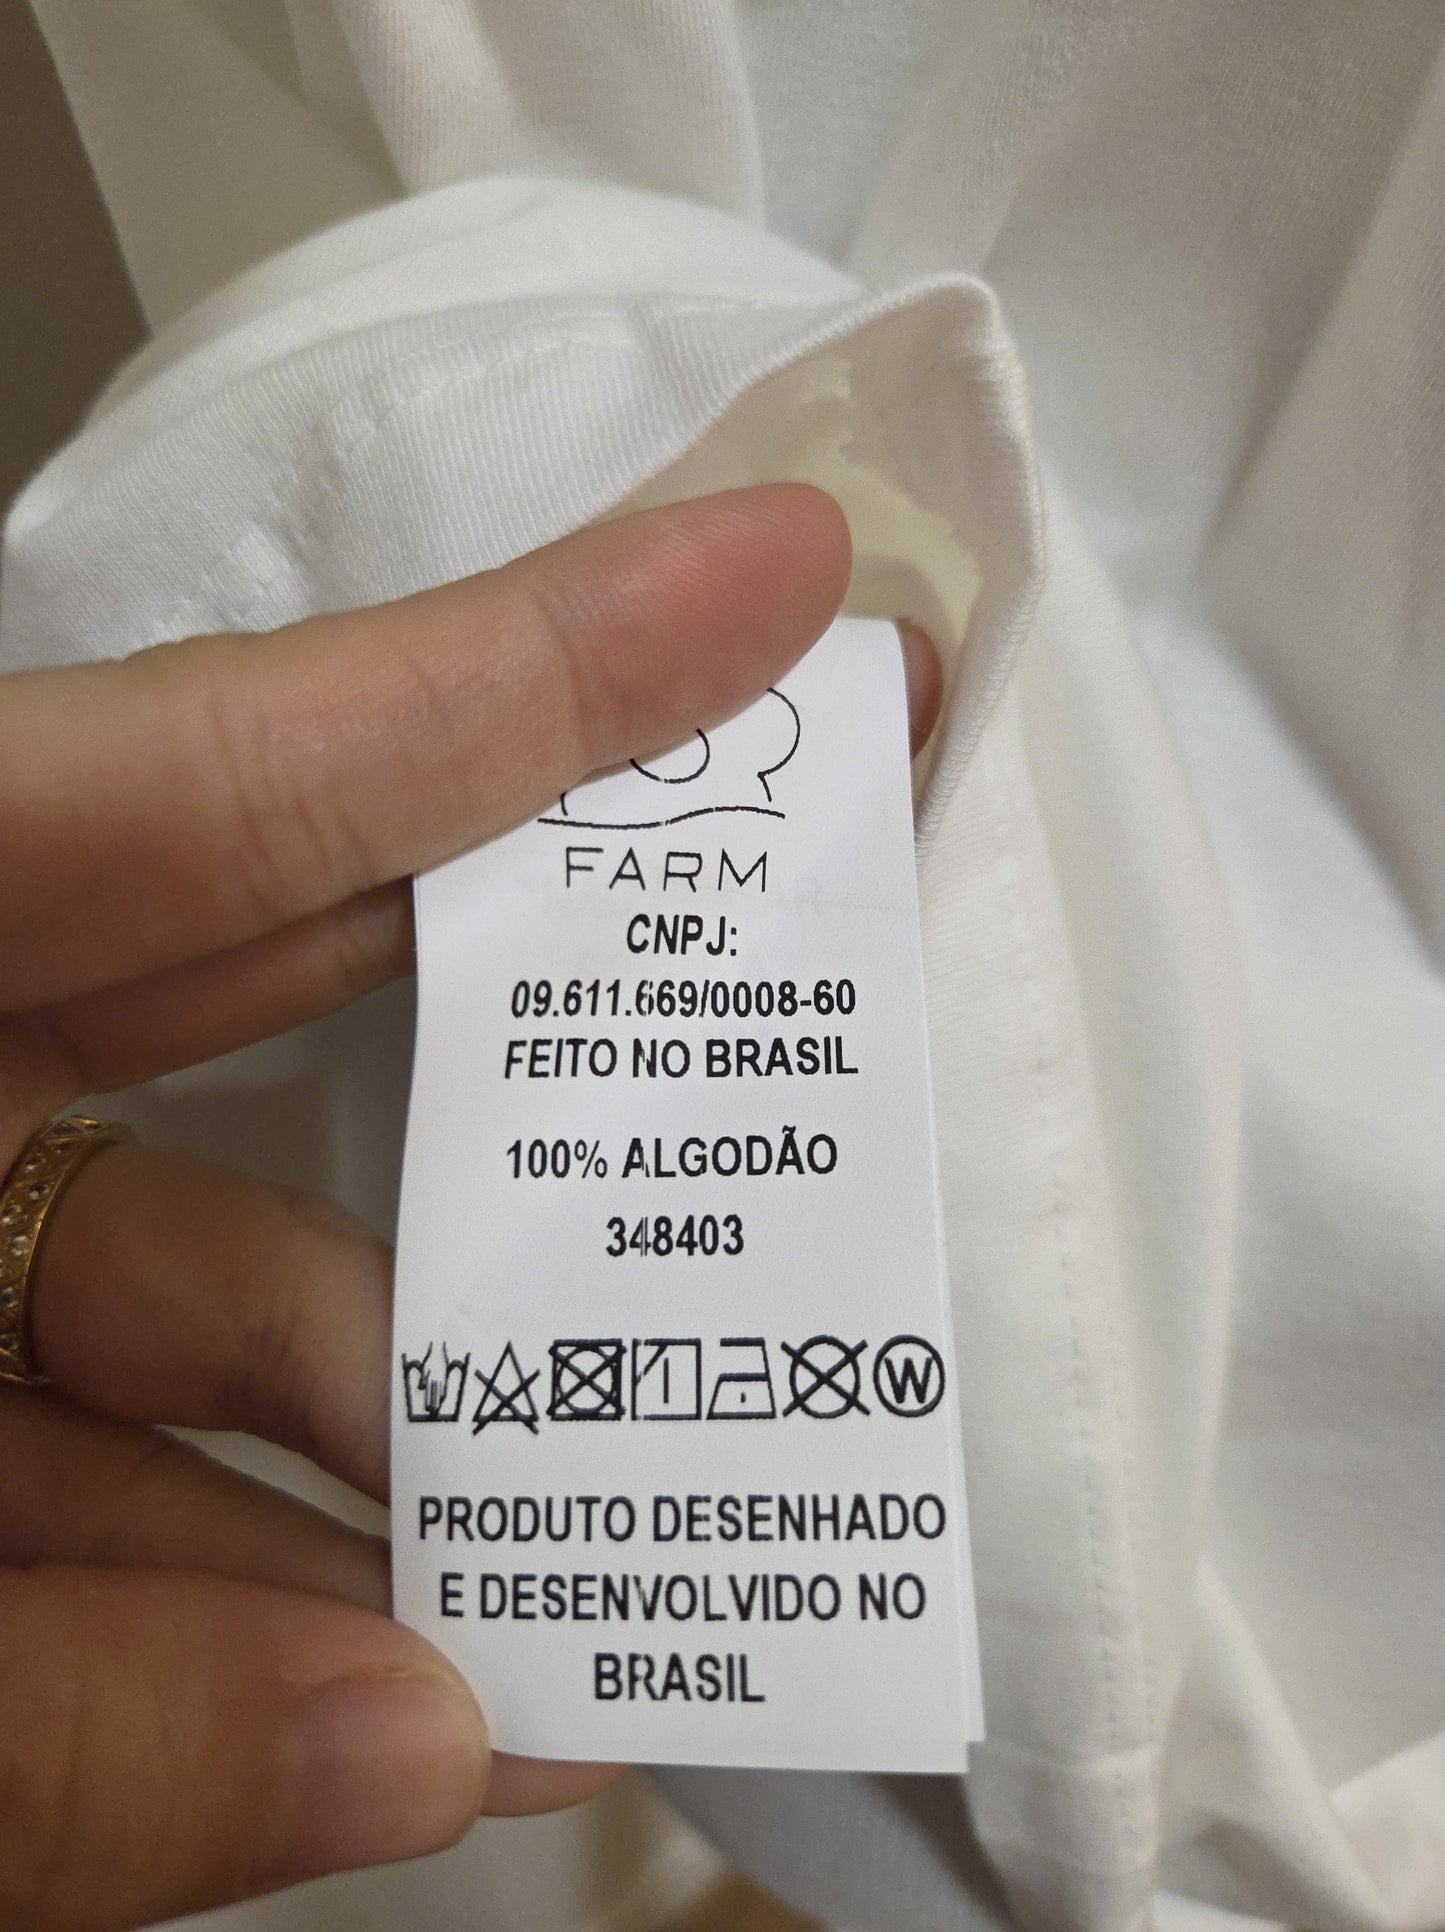 FARM
CNPJ:
09.611.669/0008-60
FEITO NO BRASIL
100% ALGODÃO
348403
W
PRODUTO DESENHADO
E DESENVOLVIDO NO
BRASIL